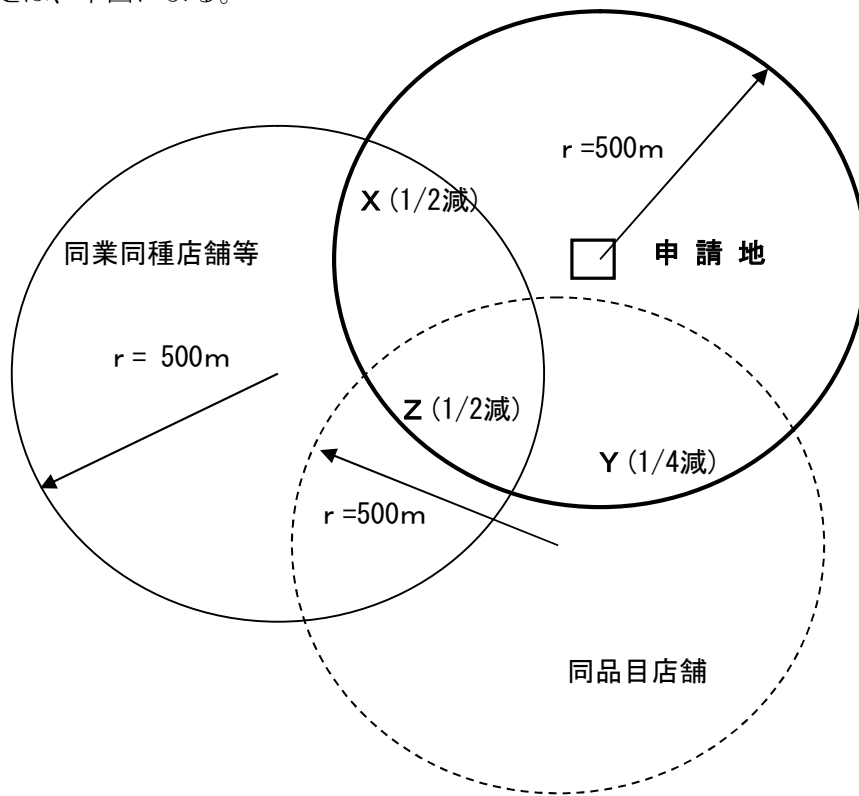 r=500m
X(1/2減)
同業同種店舗等
申 請 地
r= 500m
Z(1/2減)
Y(1/4減)
r=500m
同品目店舗